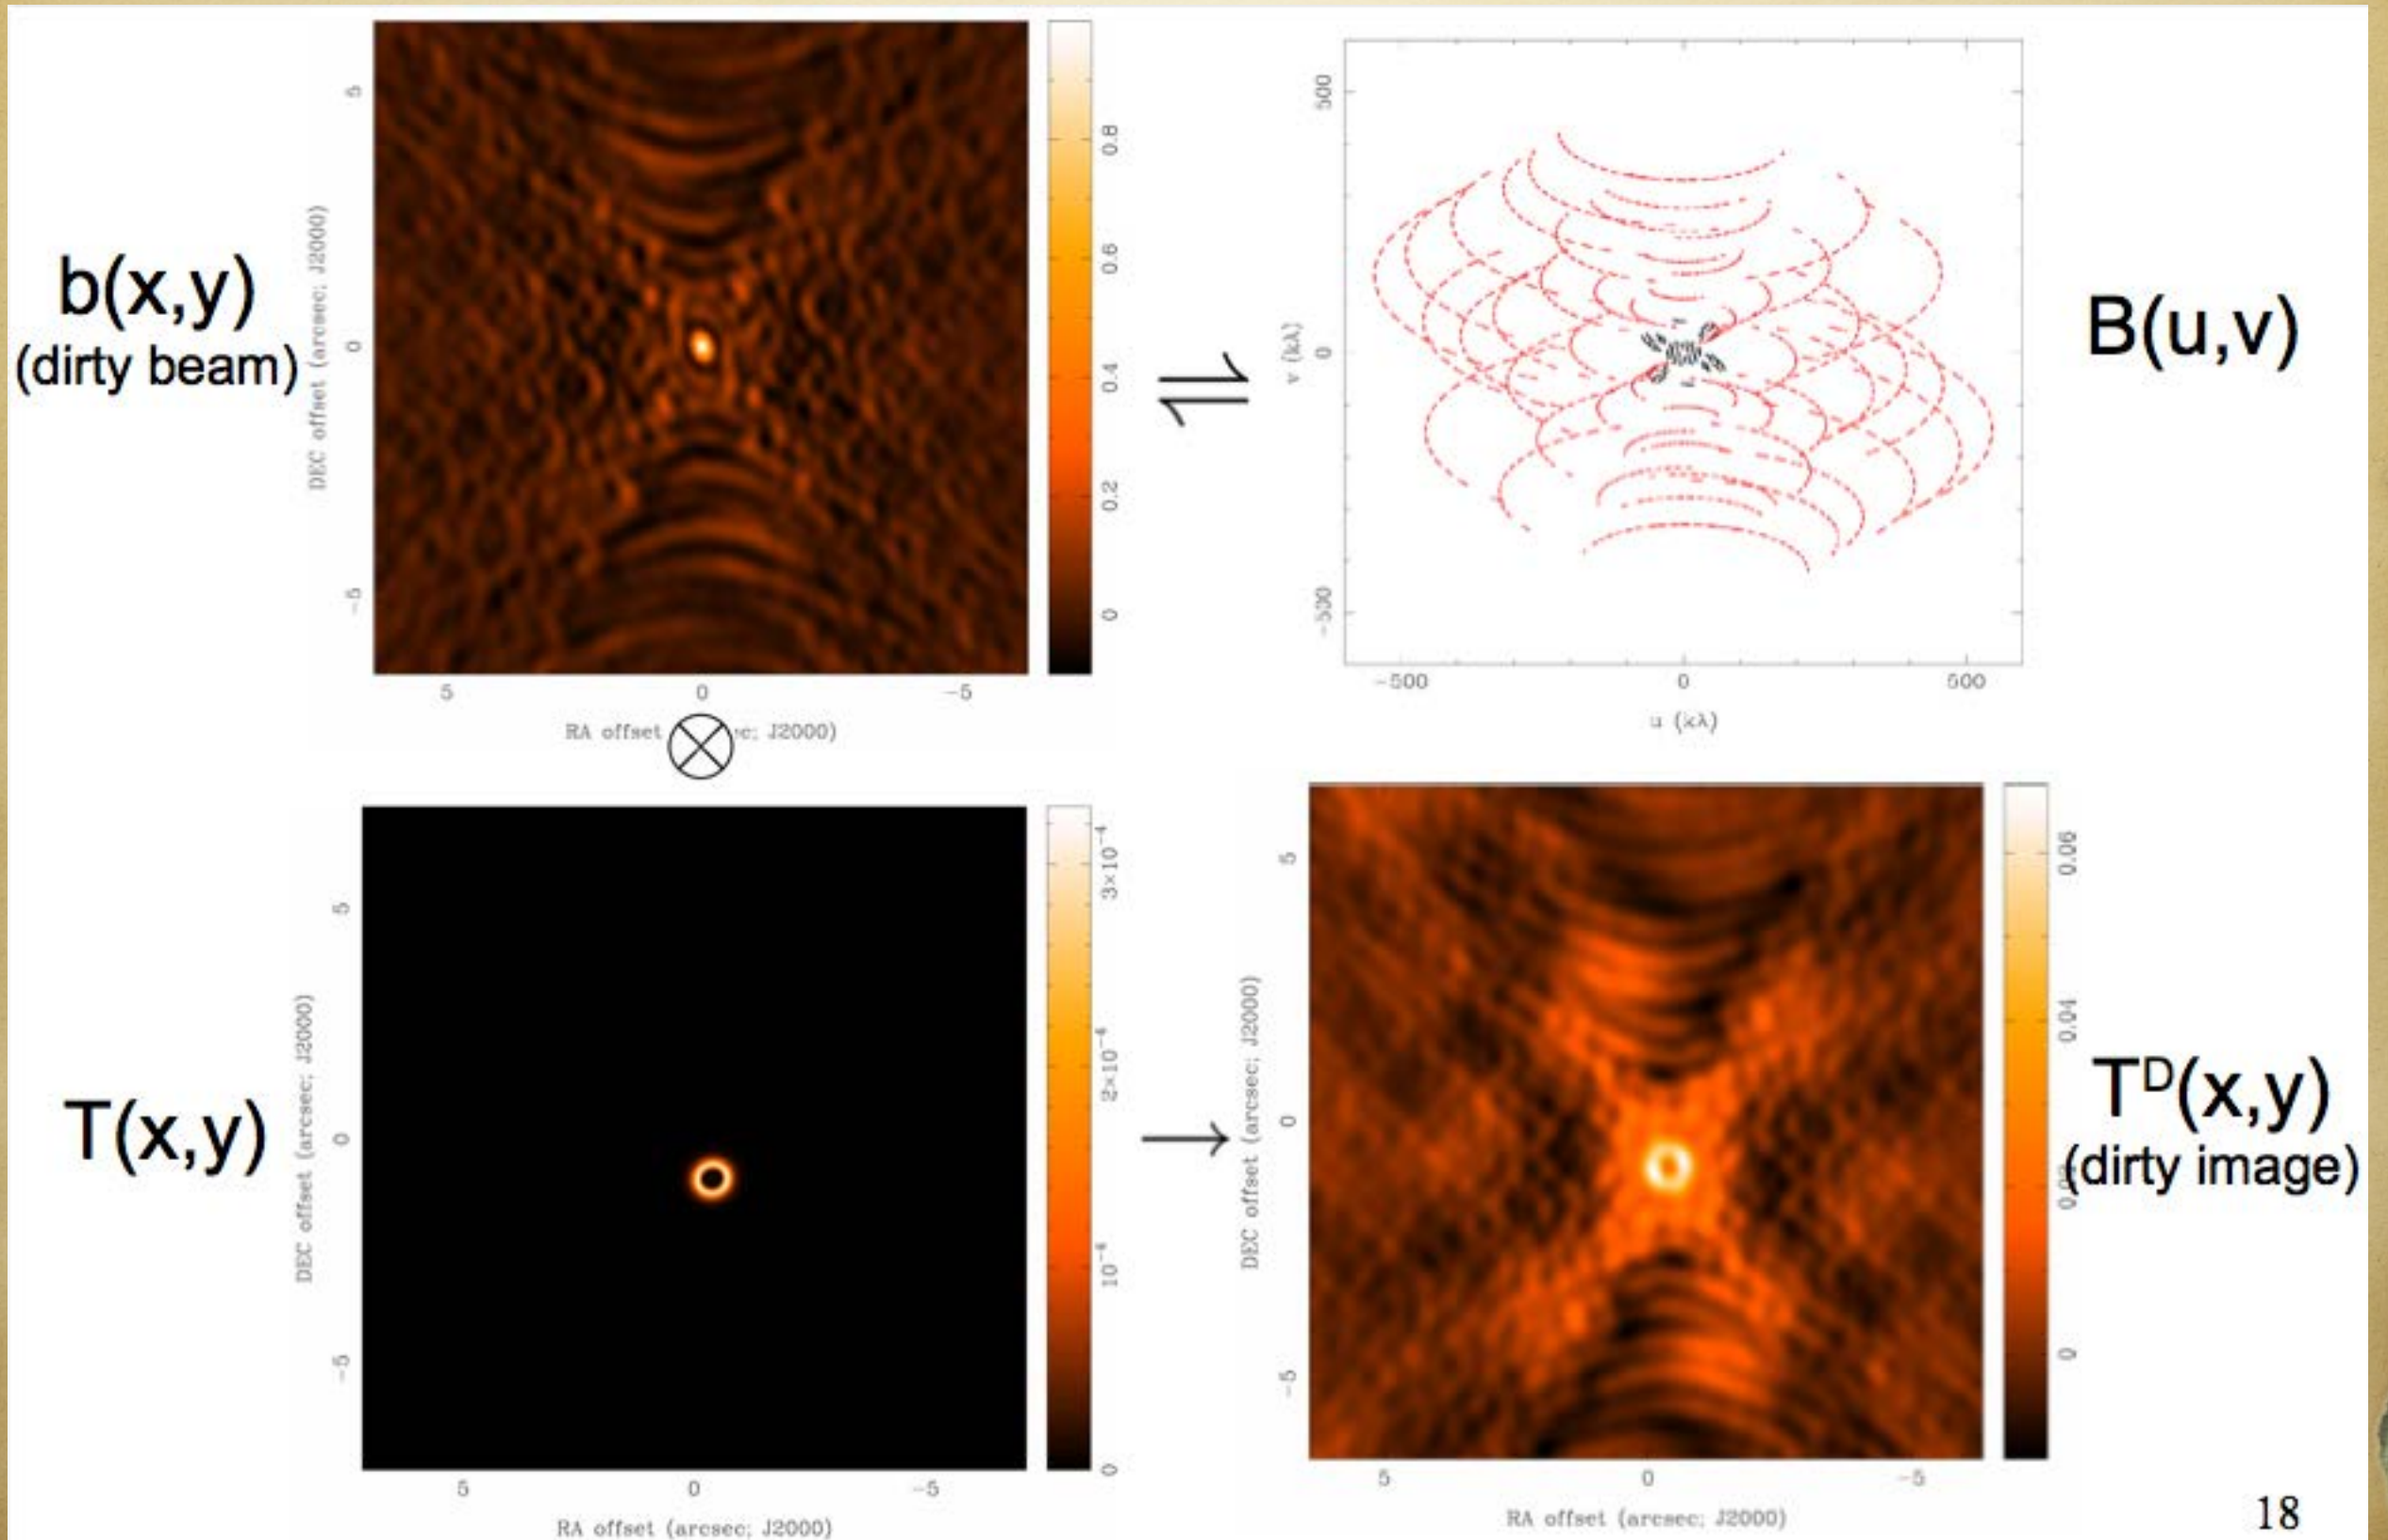 b(x,y)
(dirty beam)
DEC offset (arcsec; J2000)
5
0
-5
5
0
-5
RA offset
c; J2000)
0.8
0.6
0.4
0.2
0
B(u,v)
v (kλ)
500
0
-500
-500
0
500
u (kλ)
T(x,y)
DEC offset (arcsec; J2000)
5
0
-5
5
0
-5
RA offset (arcsec; J2000)
3×10⁻⁴
2×10⁻⁴
10⁻⁴
0
Tᴰ(x,y)
(dirty image)
DEC offset (arcsec; J2000)
5
0
-5
5
0
-5
RA offset (arcsec; J2000)
0.06
0.04
0
18